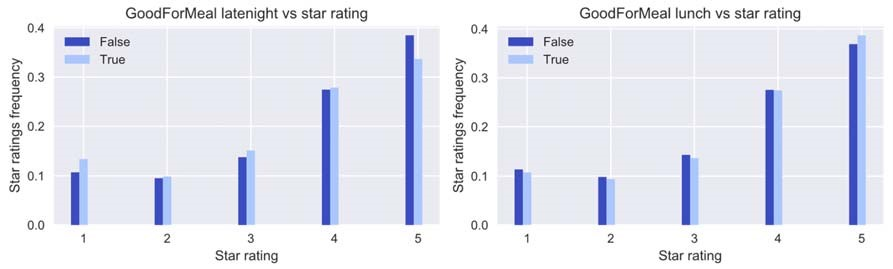 GoodForMeal latenight vs star rating
Star ratings frequency
0.4
0.3
0.2
0.1
0.0
False
True
1 2 3 4 5
Star rating
GoodForMeal lunch vs star rating
Star ratings frequency
0.4
0.3
0.2
0.1
0.0
False
True
1 2 3 4 5
Star rating